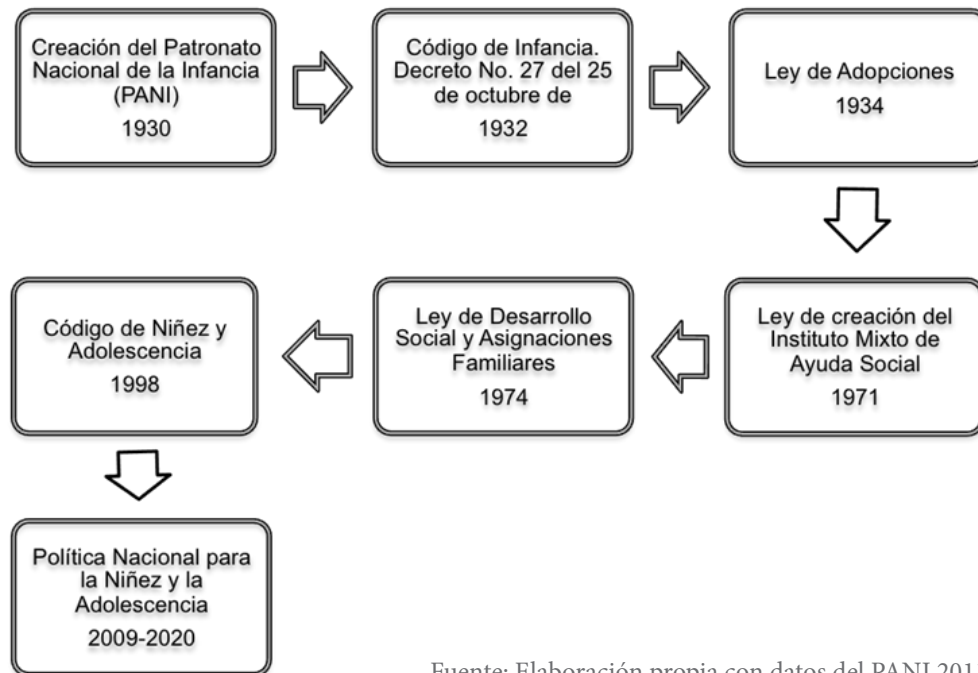 Creación del Patronato
Nacional de la Infancia
(PANI)
1930
Código de Infancia.
Decreto No. 27 del 25
de octubre de
1932
Ley de Adopciones
1934
Ley de creación del
Instituto Mixto de
Ayuda Social
1971
Ley de Desarrollo
Social y Asignaciones
Familiares
1974
Código de Niñez y
Adolescencia
1998
Política Nacional para
la Niñez y la
Adolescencia
2009-2020
Fuente: Elaboración propia con datos del PANI